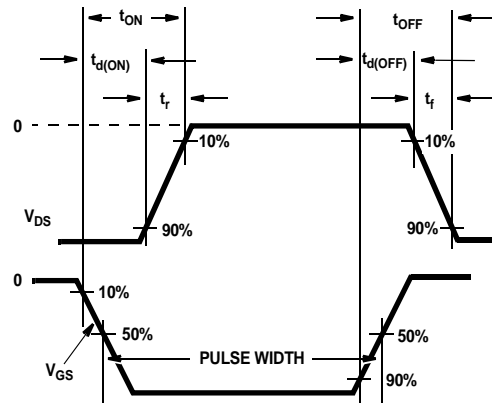 tON
tOFF
td(ON)
td(OFF)
tr
tf
0
10%
10%
VDS
90%
90%
0
10%
50%
50%
VGS
PULSE WIDTH
90%